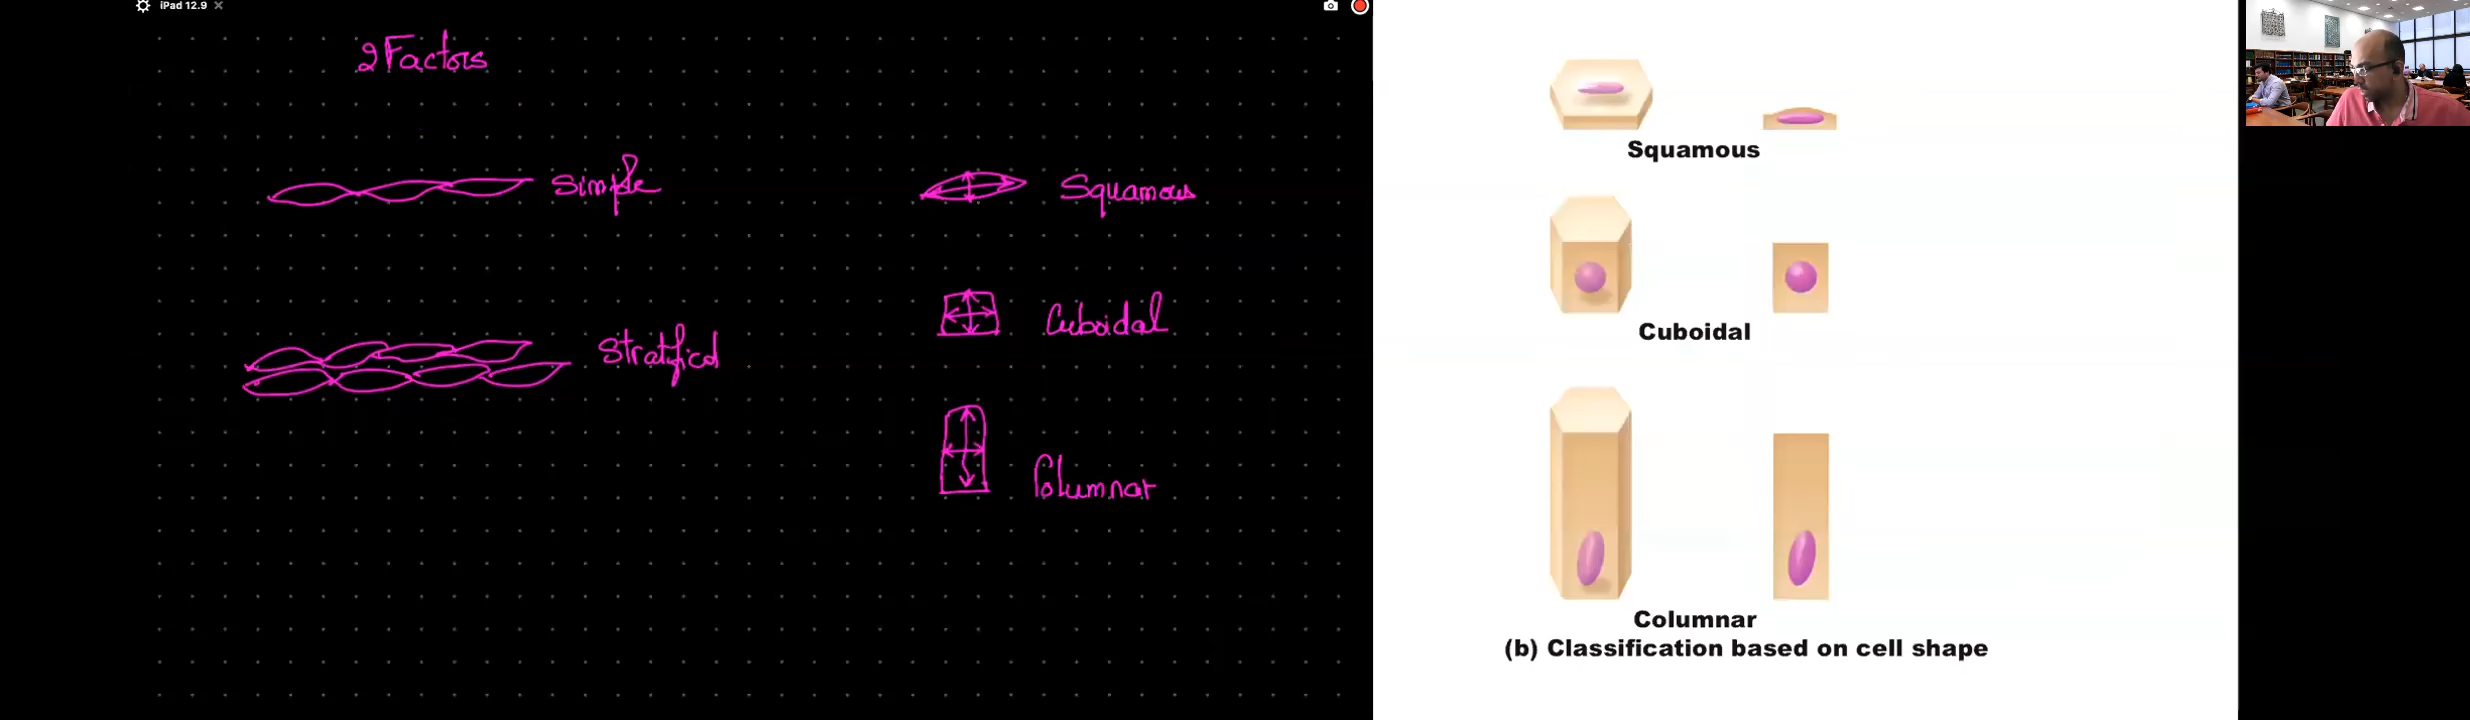 iPad 12.9
2 Factors
Simple
Stratified
Squamous
Cuboidal
Columnar
Squamous
Cuboidal
Columnar
(b) Classification based on cell shape